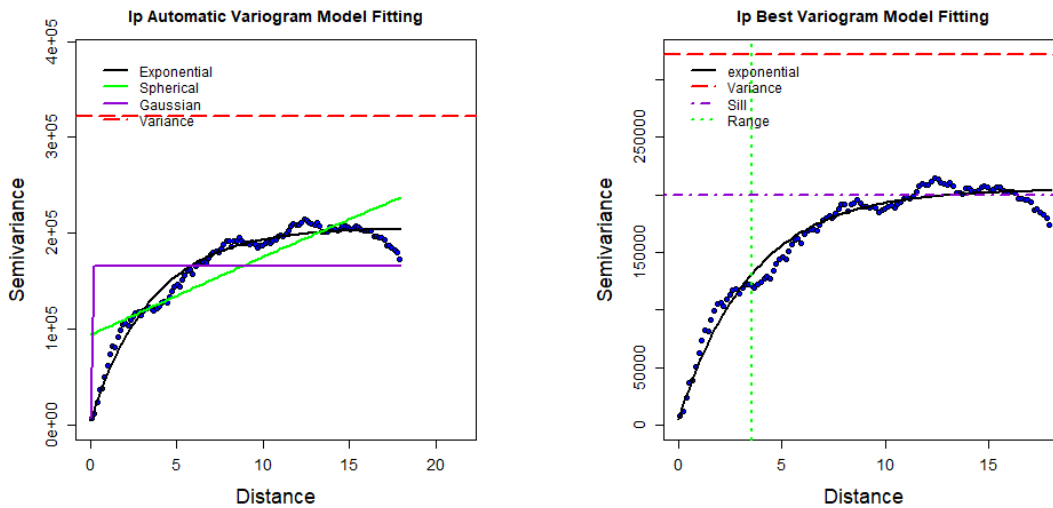 Ip Automatic Variogram Model Fitting
4e+05
3e+05
2e+05
1e+05
0e+00
Semivariance
Exponential
Spherical
Gaussian
Variance
0 5 10 15 20
Distance
Ip Best Variogram Model Fitting
250000
150000
50000
0
Semivariance
exponential
Variance
Sill
Range
0 5 10 15
Distance